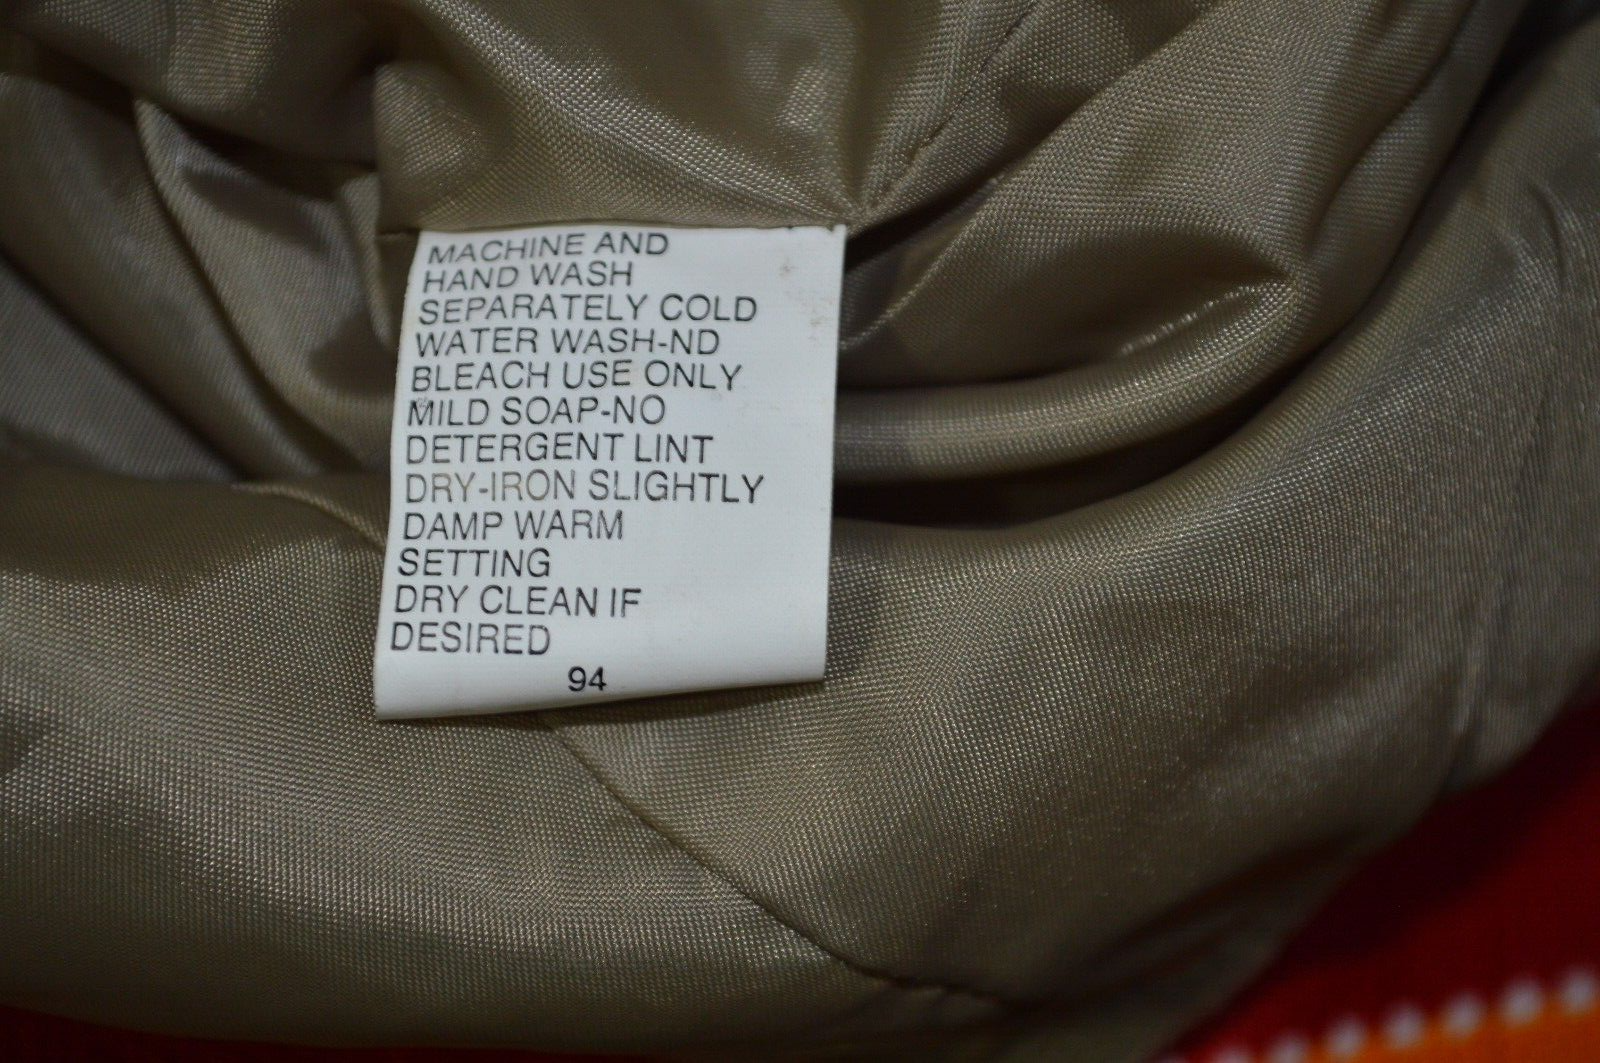 MACHINE AND
HAND WASH
SEPARATELY COLD
WATER WASH-ND
BLEACH USE ONLY
MILD SOAP-NO
DETERGENT LINT
DRY-IRON SLIGHTLY
DAMP WARM
SETTING
DRY CLEAN IF
DESIRED
94